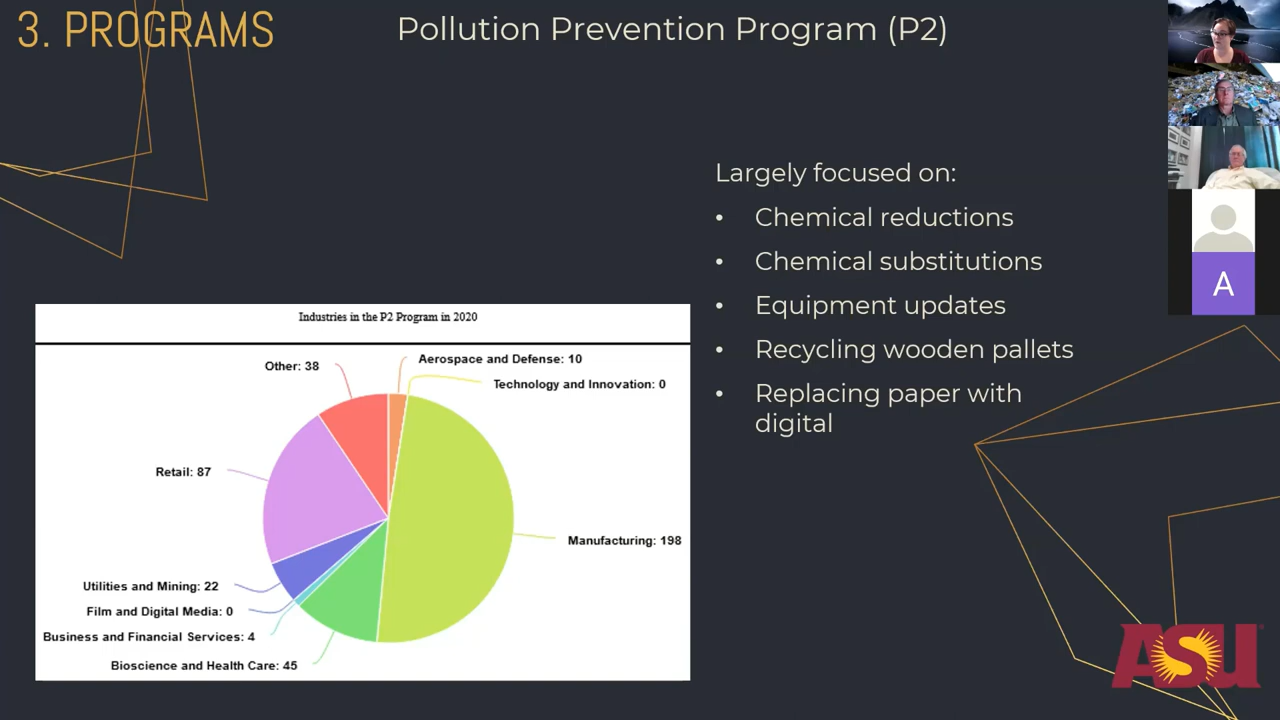 3. PROGRAMS
Pollution Prevention Program (P2)
Largely focused on:
• Chemical reductions
• Chemical substitutions
• Equipment updates
• Recycling wooden pallets
• Replacing paper with
digital
Industries in the P2 Program in 2020
Aerospace and Defense: 10
Other: 38
Technology and Innovation: 0
Retail: 87
Manufacturing: 198
Utilities and Mining: 22
Film and Digital Media: 0
Business and Financial Services: 4
Bioscience and Health Care: 45
A
ASU